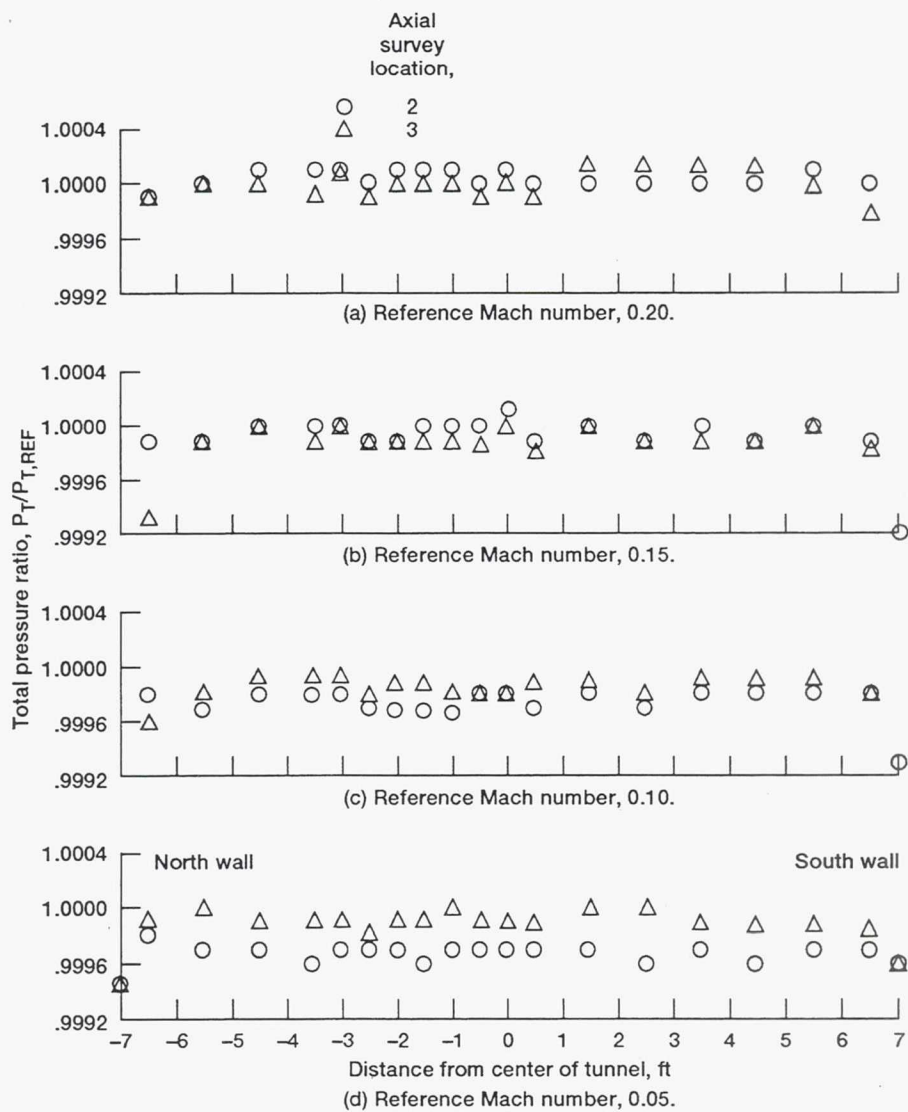 Axial
survey
location,
2
3
1.0004
1.0000
.9996
.9992
(a) Reference Mach number, 0.20.
1.0004
1.0000
.9996
.9992
(b) Reference Mach number, 0.15.
Total pressure ratio, P_T/P_T,REF
1.0004
1.0000
.9996
.9992
(c) Reference Mach number, 0.10.
1.0004
North wall
South wall
1.0000
.9996
.9992
-7 -6 -5 -4 -3 -2 -1 0 1 2 3 4 5 6 7
Distance from center of tunnel, ft
(d) Reference Mach number, 0.05.